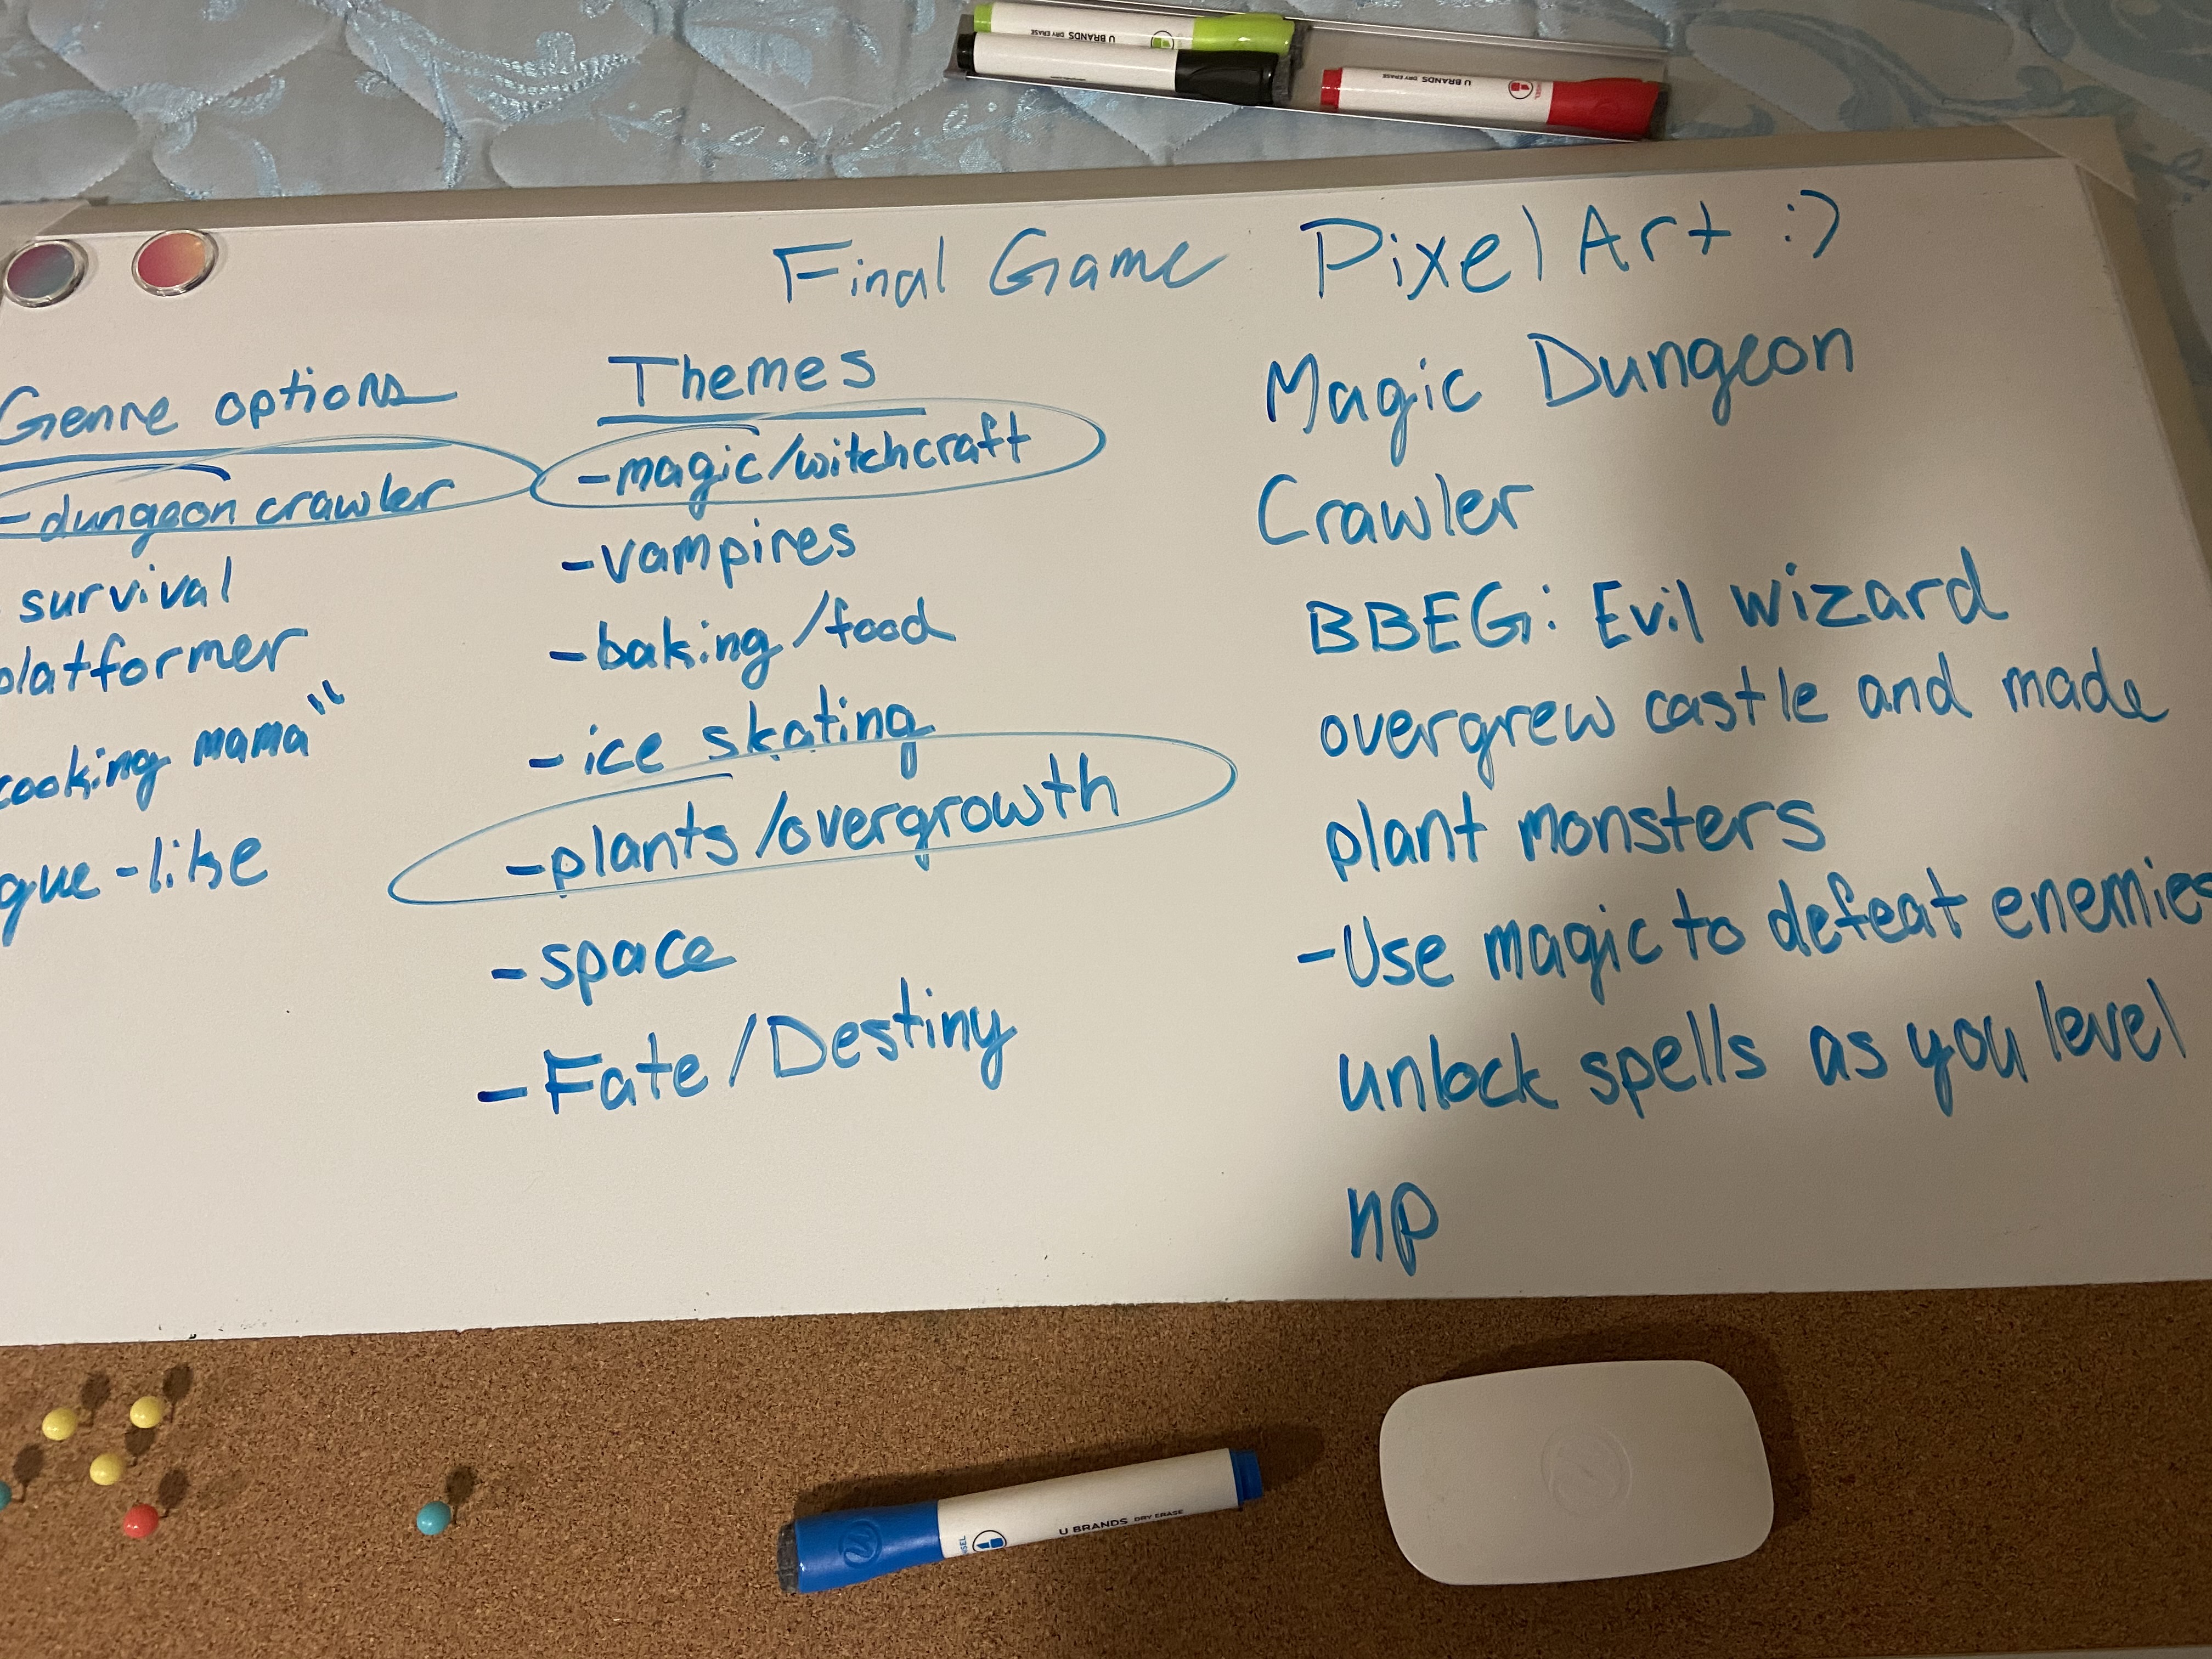 Final Game
Genre options
- dungeon crawler
survival
platformer
cooking mama"
gue-like
Themes
- magic/witchcraft
- vampires
- baking/food
- ice skating
- plants/overgrowth
- space
- Fate/Destiny
Pixel Art :)
Magic Dungeon
Crawler
BBEG: Evil wizard
overgrew castle and made
plant monsters
- Use magic to defeat enemies
unlock spells as you level
up
U BRANDS DRY ERASE
U BRANDS DRY ERASE
U BRANDS DRY ERASE